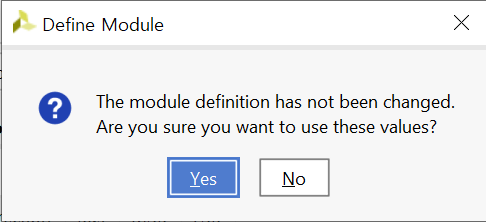 Define Module
The module definition has not been changed.
Are you sure you want to use these values?
Yes
No